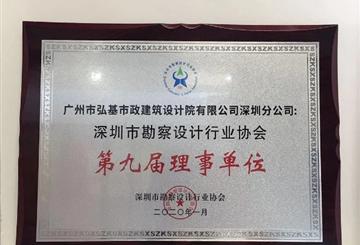 广州市弘基市政建筑设计院有限公司深圳分公司:
深圳市勘察设计行业协会
第九届理事单位
深圳市勘察设计行业协会
二〇二〇年一月